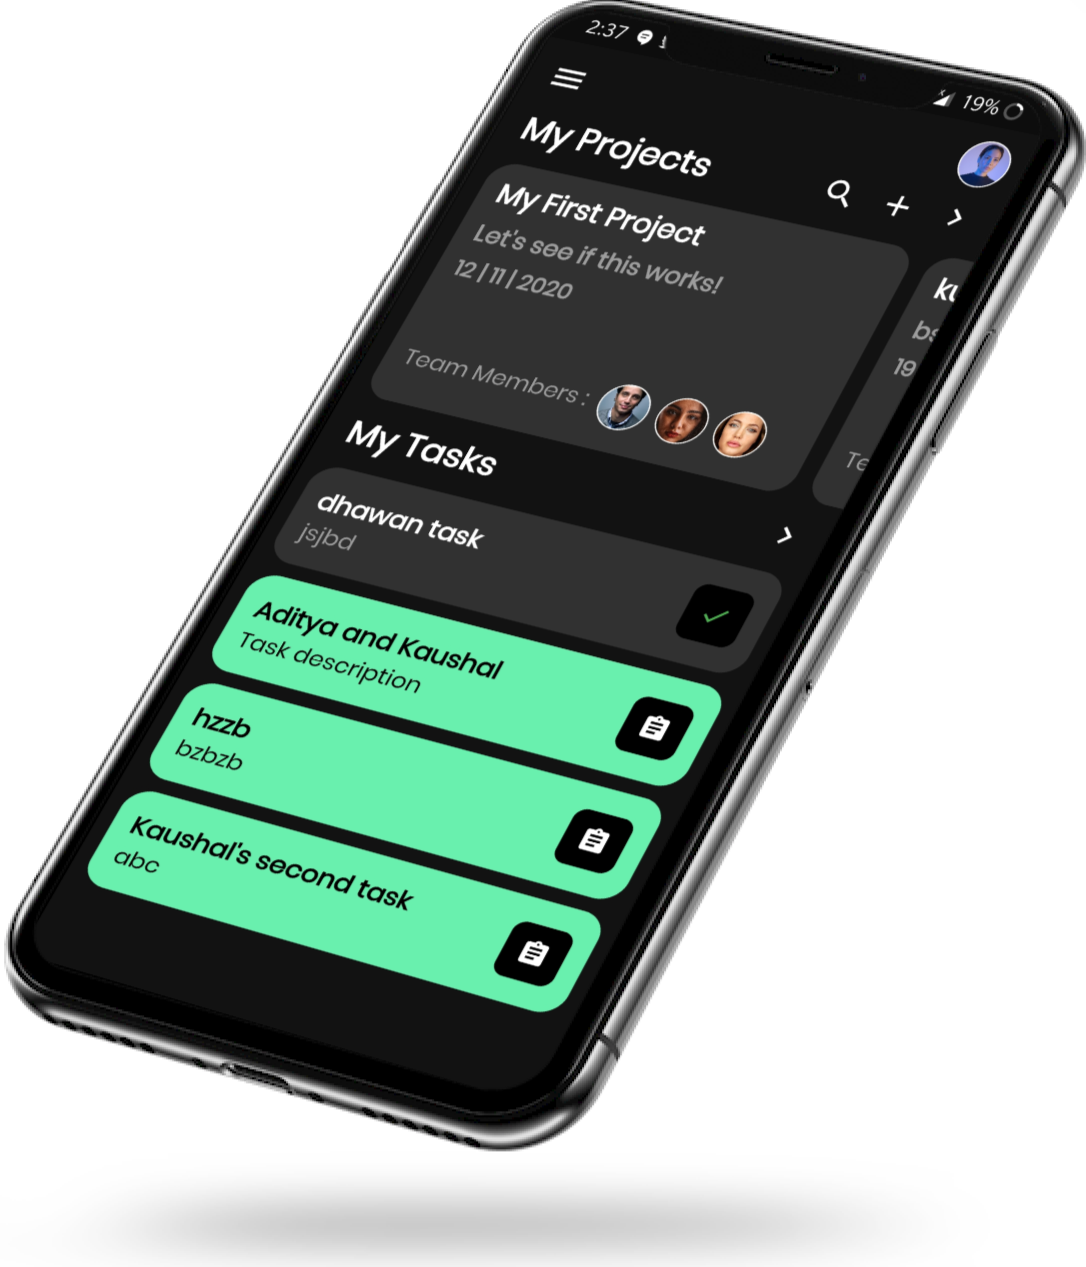 2:37
19%
My Projects
My First Project
Let's see if this works!
12 | 11 | 2020
Team Members :
ku
bs
19
Te
My Tasks
dhawan task
jsjbd
Aditya and Kaushal
Task description
hzzb
bzbzb
Kaushal's second task
abc